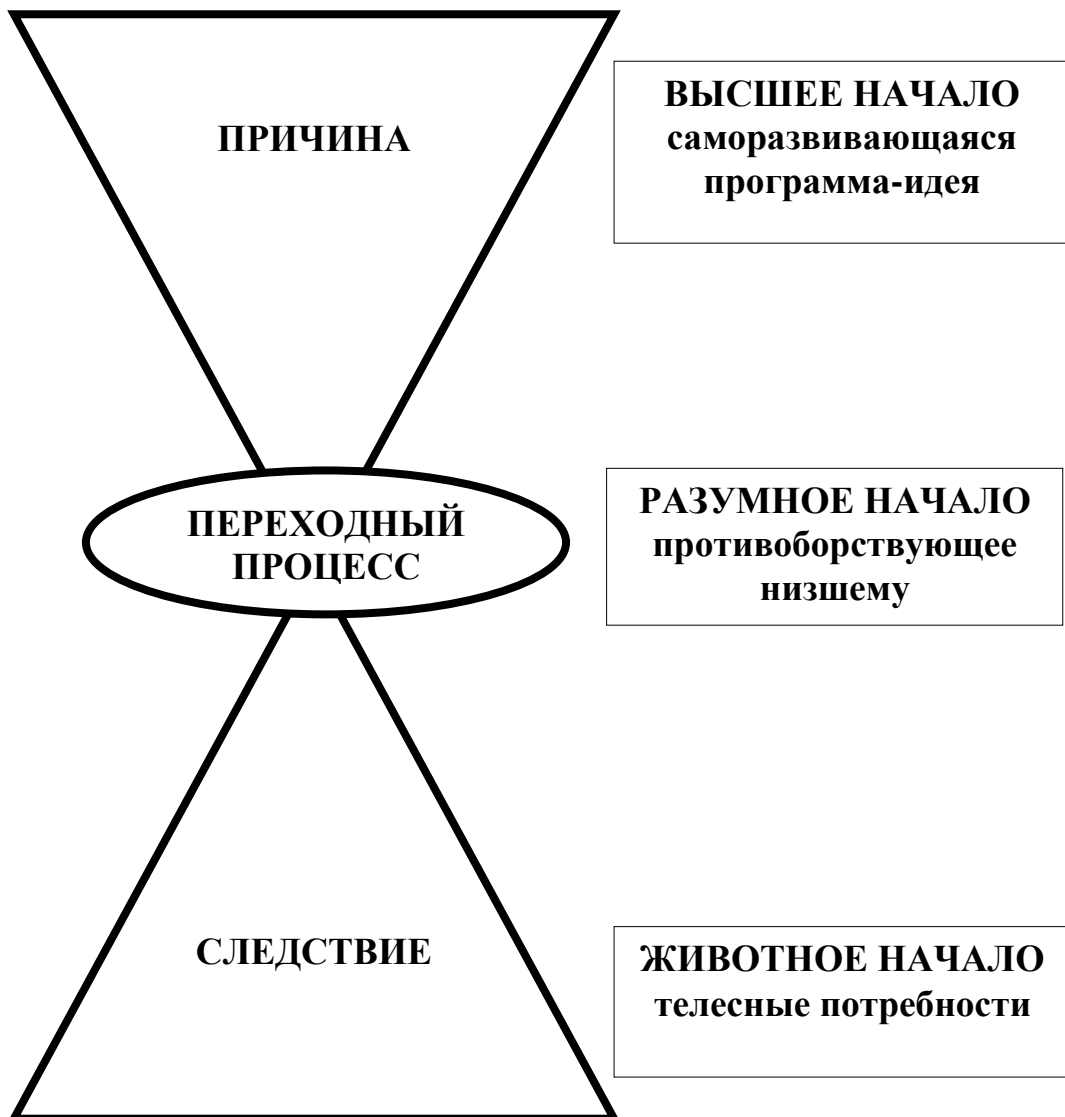 ПРИЧИНА
ВЫСШЕЕ НАЧАЛО
саморазвивающаяся
программа-идея
ПЕРЕХОДНЫЙ
ПРОЦЕСС
РАЗУМНОЕ НАЧАЛО
противоборствующее
низшему
СЛЕДСТВИЕ
ЖИВОТНОЕ НАЧАЛО
телесные потребности